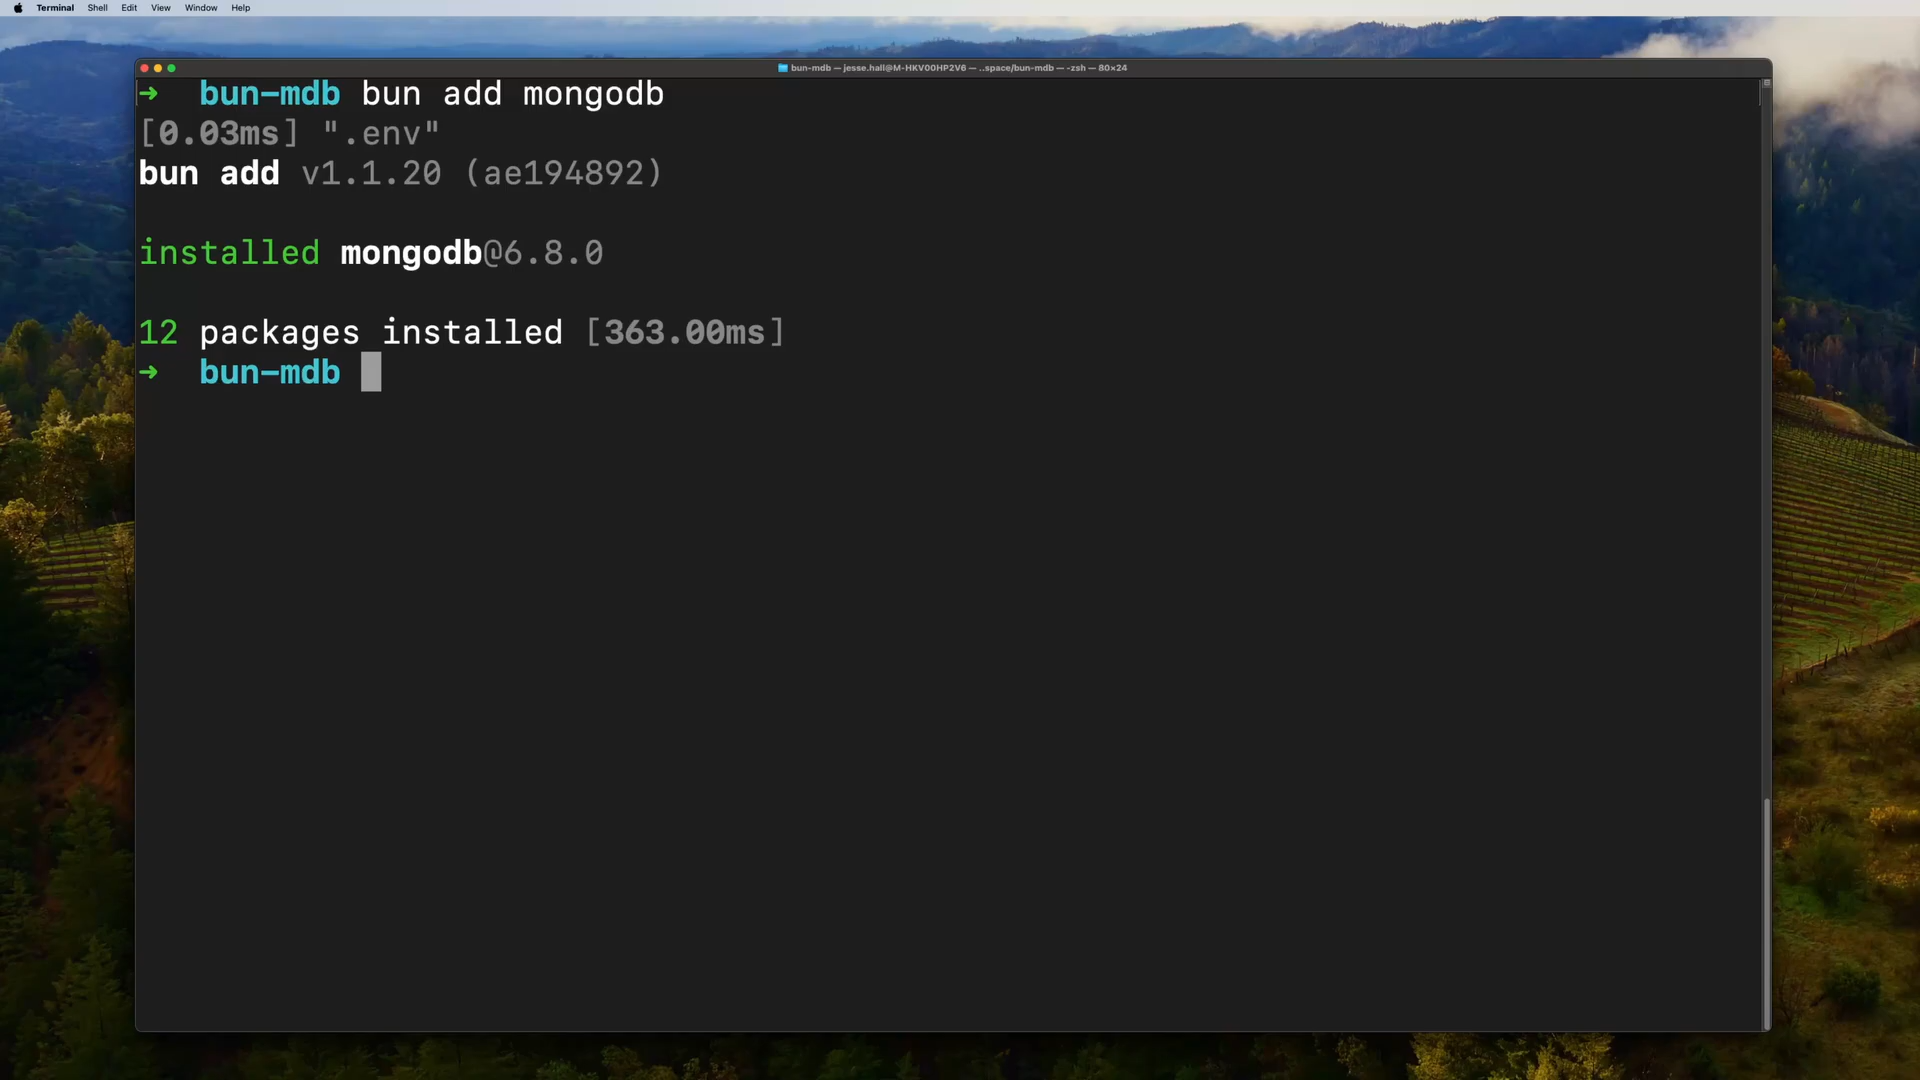 Terminal Shell Edit View Window Help
bun-mdb — jesse.hall@M-HKV00HP2V6 — ..space/bun-mdb — -zsh — 80×24
➜ bun-mdb bun add mongodb
[0.03ms] ".env"
bun add v1.1.20 (ae194892)
installed mongodb@6.8.0
12 packages installed [363.00ms]
➜ bun-mdb